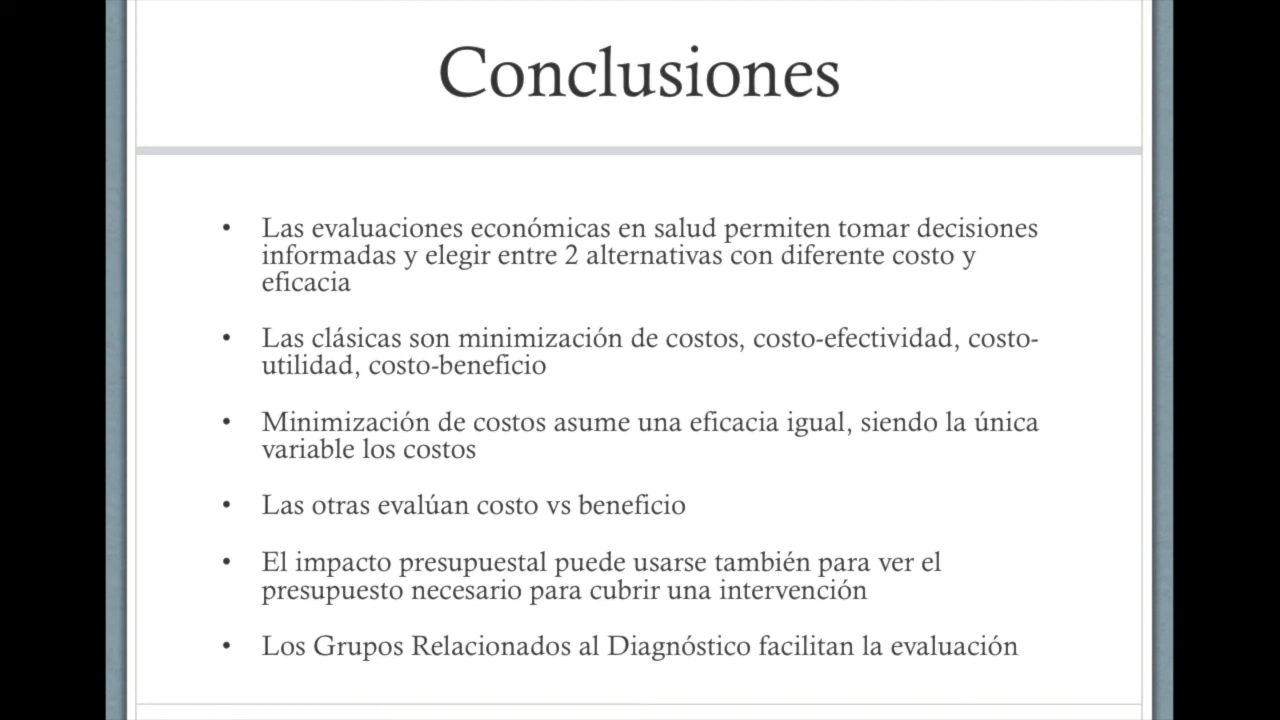 Conclusiones
• Las evaluaciones económicas en salud permiten tomar decisiones
informadas y elegir entre 2 alternativas con diferente costo y
eficacia
• Las clásicas son minimización de costos, costo-efectividad, costo-
utilidad, costo-beneficio
• Minimización de costos asume una eficacia igual, siendo la única
variable los costos
• Las otras evalúan costo vs beneficio
• El impacto presupuestal puede usarse también para ver el
presupuesto necesario para cubrir una intervención
• Los Grupos Relacionados al Diagnóstico facilitan la evaluación